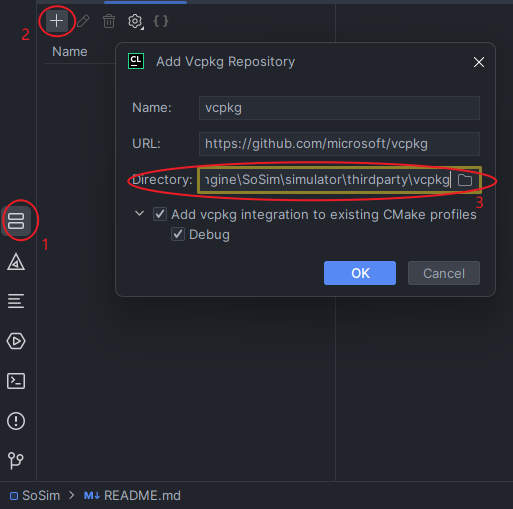 2
Name
CL
Add Vcpkg Repository
Name: vcpkg
URL: https://github.com/microsoft/vcpkg
Directory: ngine\SoSim\simulator\thirdparty\vcpkg
3
Add vcpkg integration to existing CMake profiles
Debug
1
OK Cancel
SoSim > M↓ README.md